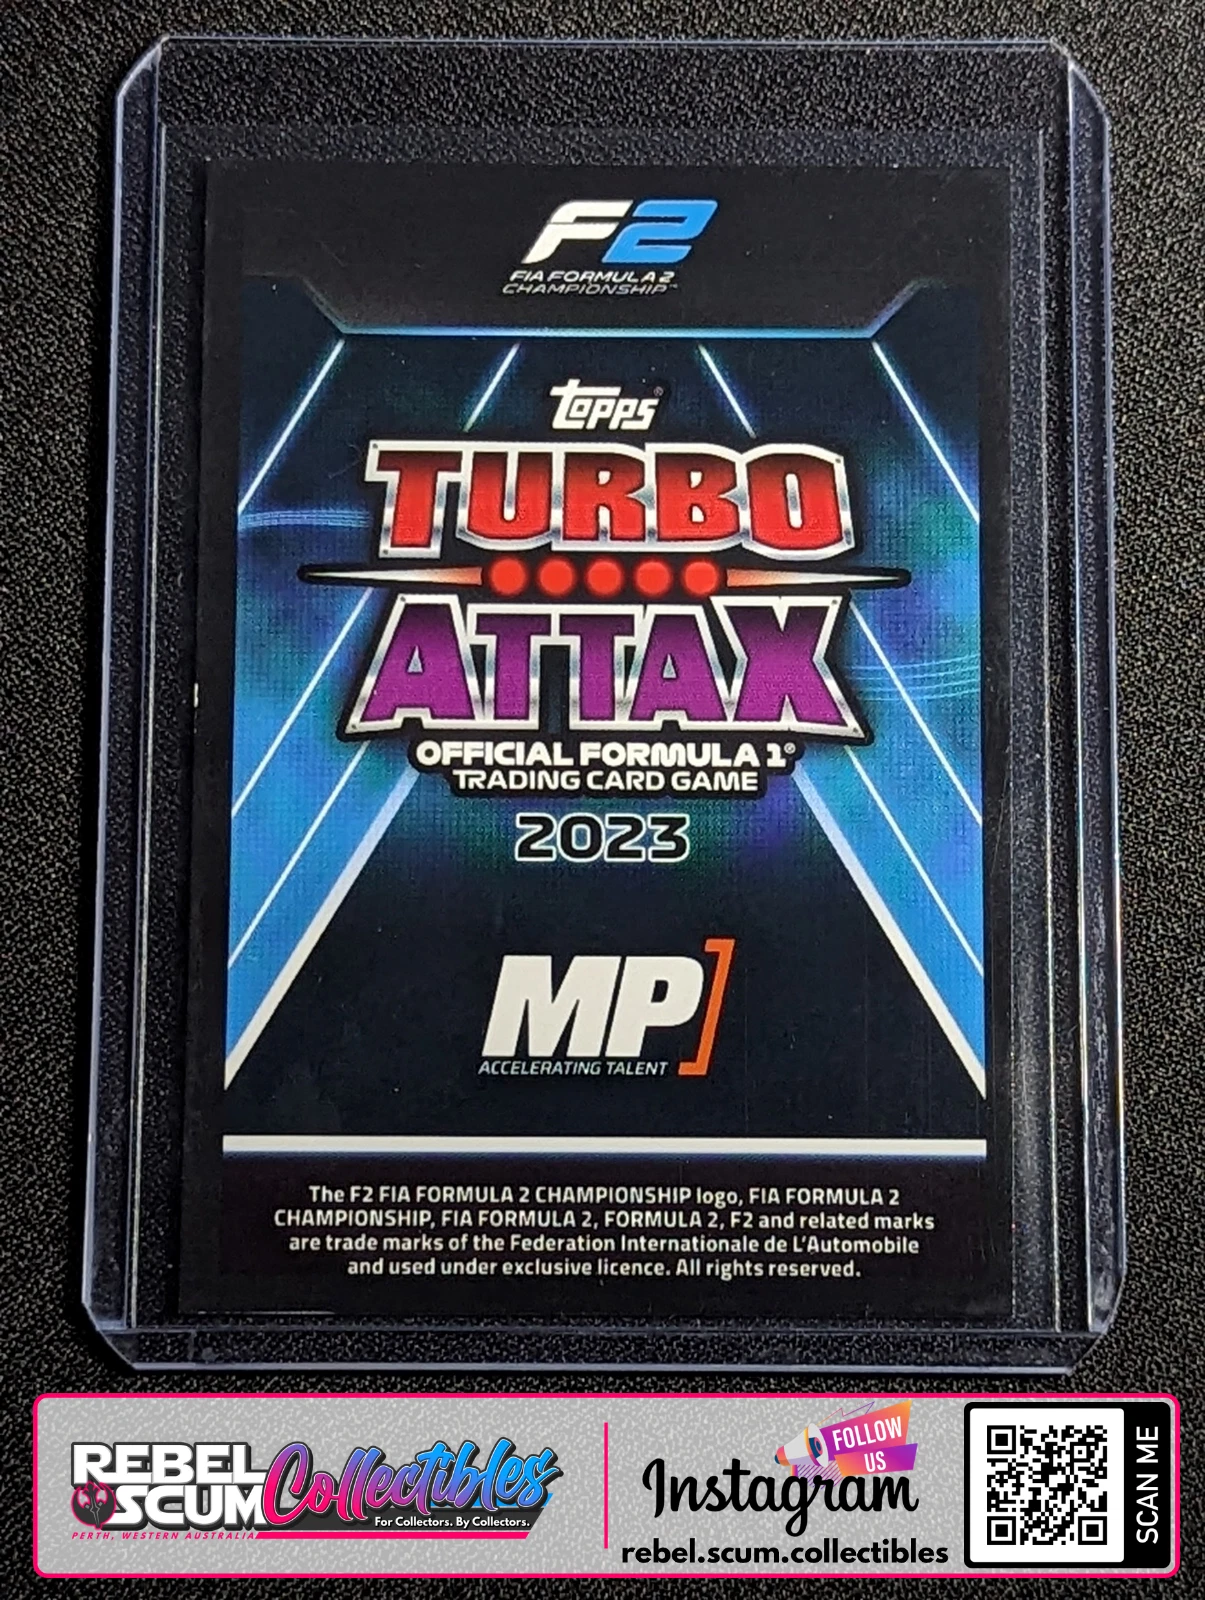 F2
FIA FORMULA 2
CHAMPIONSHIP™
TOPPS®
TURBO
ATTAX
OFFICIAL FORMULA 1®
TRADING CARD GAME
2023
MP]
ACCELERATING TALENT
The F2 FIA FORMULA 2 CHAMPIONSHIP logo, FIA FORMULA 2
CHAMPIONSHIP, FIA FORMULA 2, FORMULA 2, F2 and related marks
are trade marks of the Federation Internationale de L'Automobile
and used under exclusive licence. All rights reserved.
REBEL
SCUM
Collectibles
For Collectors. By Collectors.
PERTH, WESTERN AUSTRALIA
FOLLOW
US
Instagram
rebel.scum.collectibles
SCAN ME